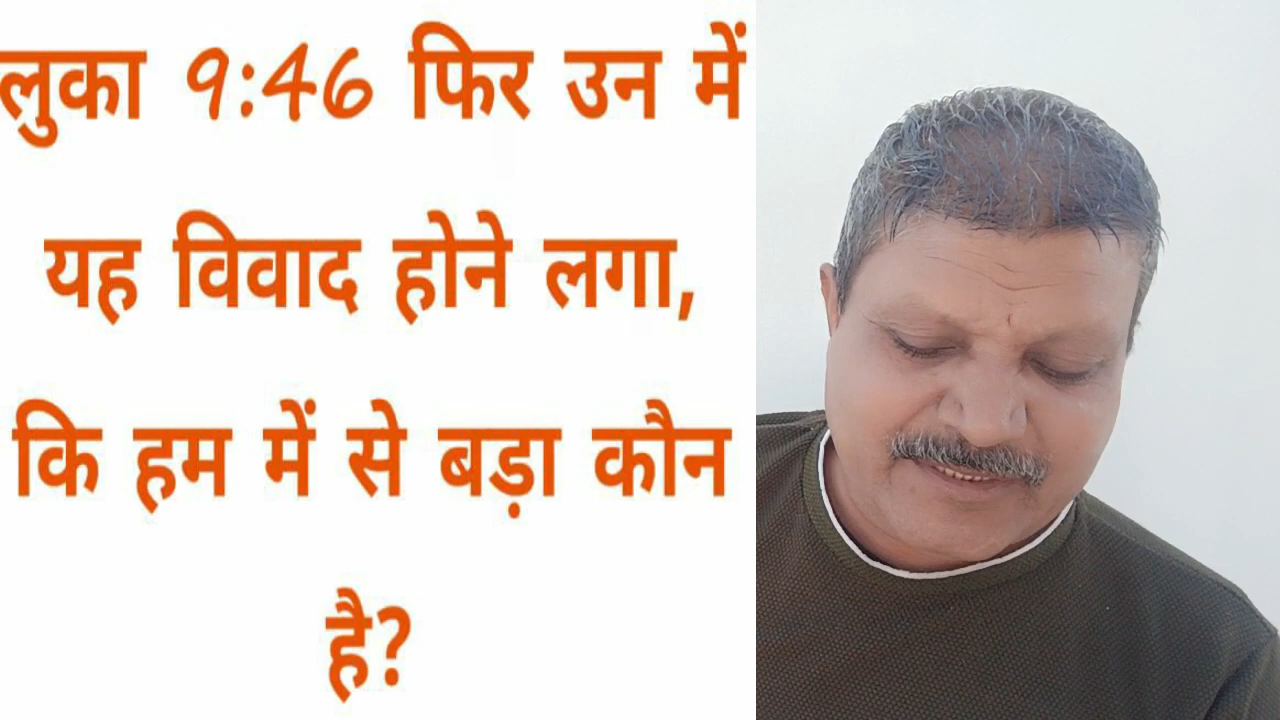 लुका 9:46 फिर उन में
यह विवाद होने लगा,
कि हम में से बड़ा कौन
है?